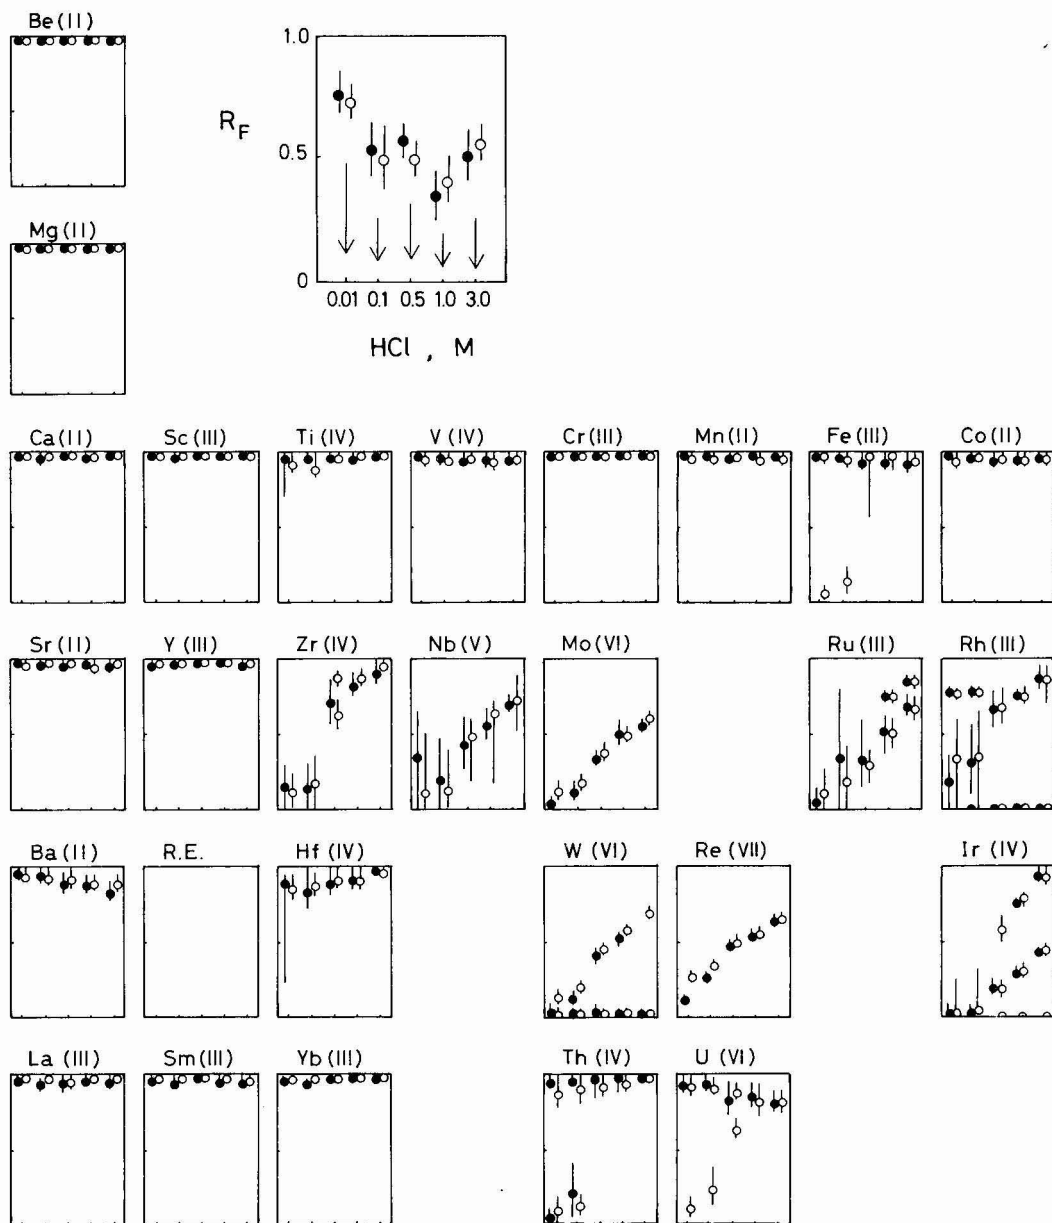 Be (II)
1.0
R_F
0.5
0
0.01 0.1 0.5 1.0 3.0
HCl , M
Mg (II)
Ca (II) Sc (III) Ti (IV) V (IV) Cr (III) Mn (II) Fe (III) Co (II)
Sr (II) Y (III) Zr (IV) Nb (V) Mo (VI) Ru (III) Rh (III)
Ba (II) R.E. Hf (IV) W (VI) Re (VII) Ir (IV)
La (III) Sm (III) Yb (III) Th (IV) U (VI)